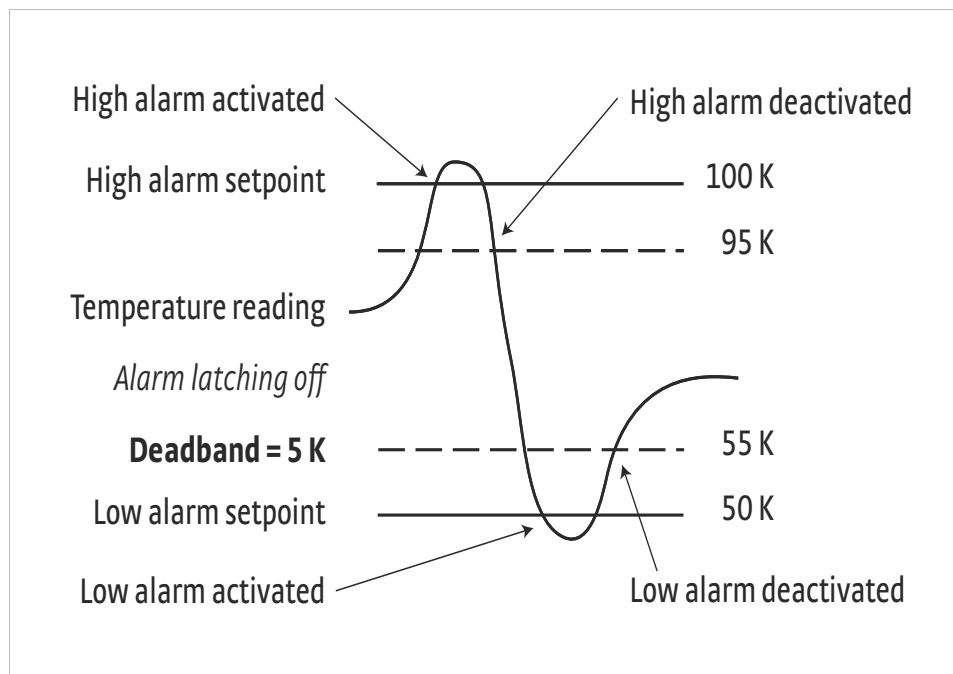 High alarm activated
High alarm deactivated
High alarm setpoint
100 K
95 K
Temperature reading
Alarm latching off
Deadband = 5 K
55 K
Low alarm setpoint
50 K
Low alarm activated
Low alarm deactivated